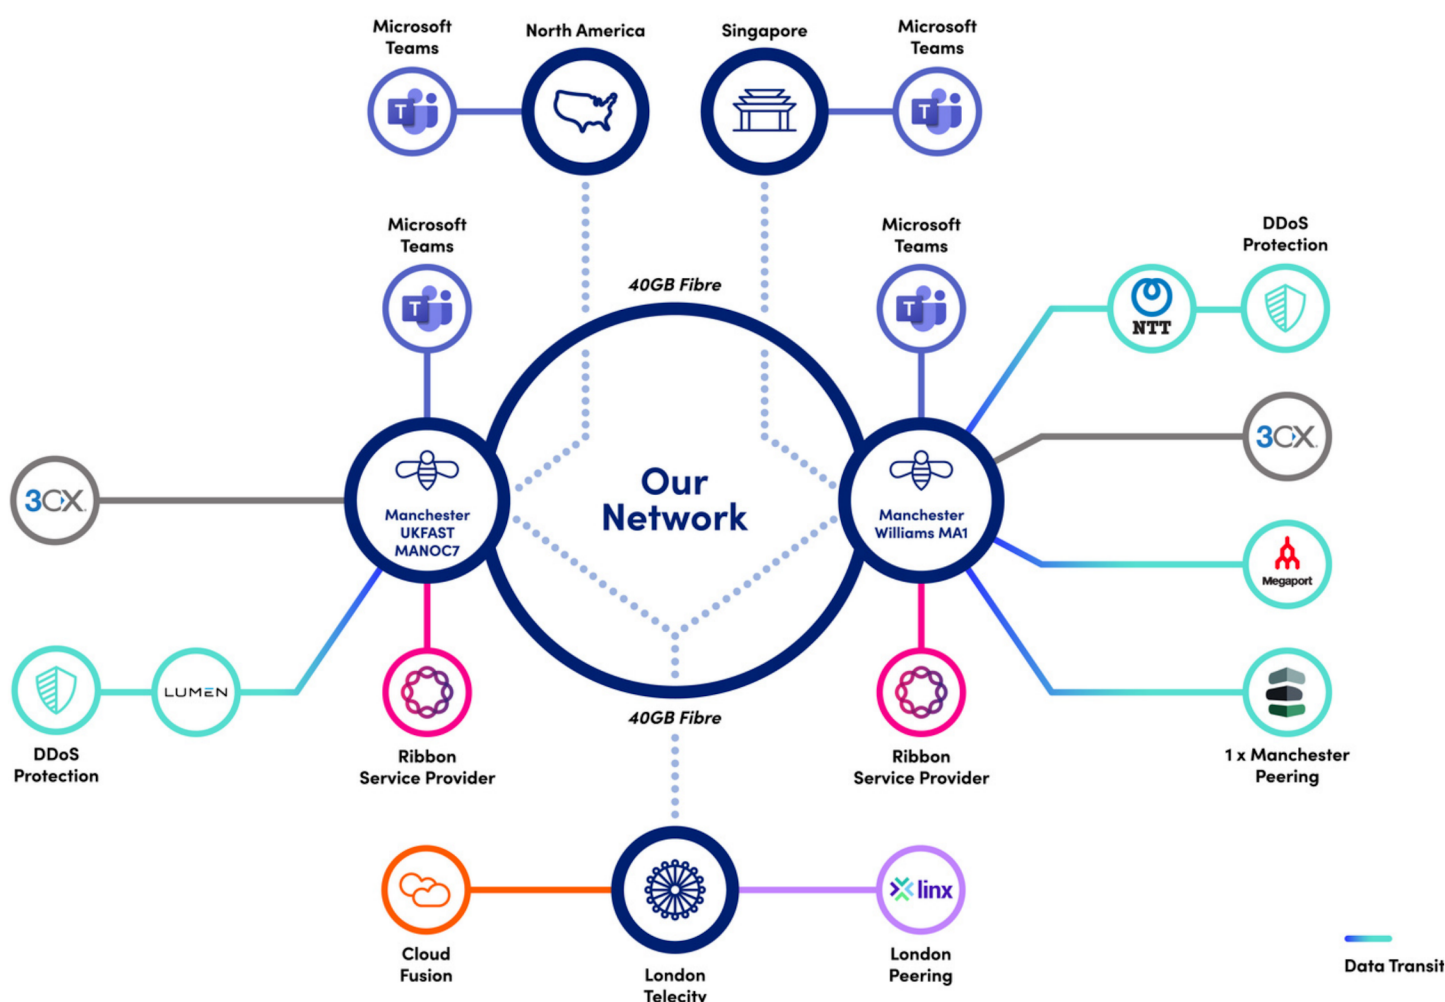 Microsoft
Teams
North America
Singapore
Microsoft
Teams
T
T
Microsoft
Teams
Microsoft
Teams
DDoS
Protection
40GB Fibre
T
T
NTT
3CX
Our
Network
Manchester
UKFAST
MANOC7
Manchester
Williams MA1
3CX
Megaport
LUMEN
40GB Fibre
DDoS
Protection
Ribbon
Service Provider
Ribbon
Service Provider
1 x Manchester
Peering
linx
Cloud
Fusion
London
Telecity
London
Peering
Data Transit